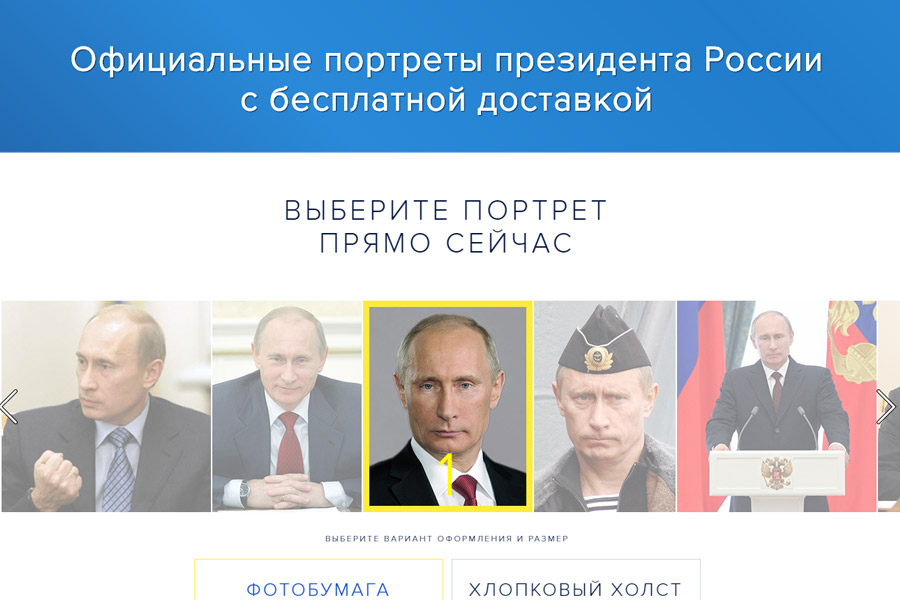 Официальные портреты президента России
с бесплатной доставкой
ВЫБЕРИТЕ ПОРТРЕТ
ПРЯМО СЕЙЧАС
1
ВЫБЕРИТЕ ВАРИАНТ ОФОРМЛЕНИЯ И РАЗМЕР
ФОТОБУМАГА
ХЛОПКОВЫЙ ХОЛСТ